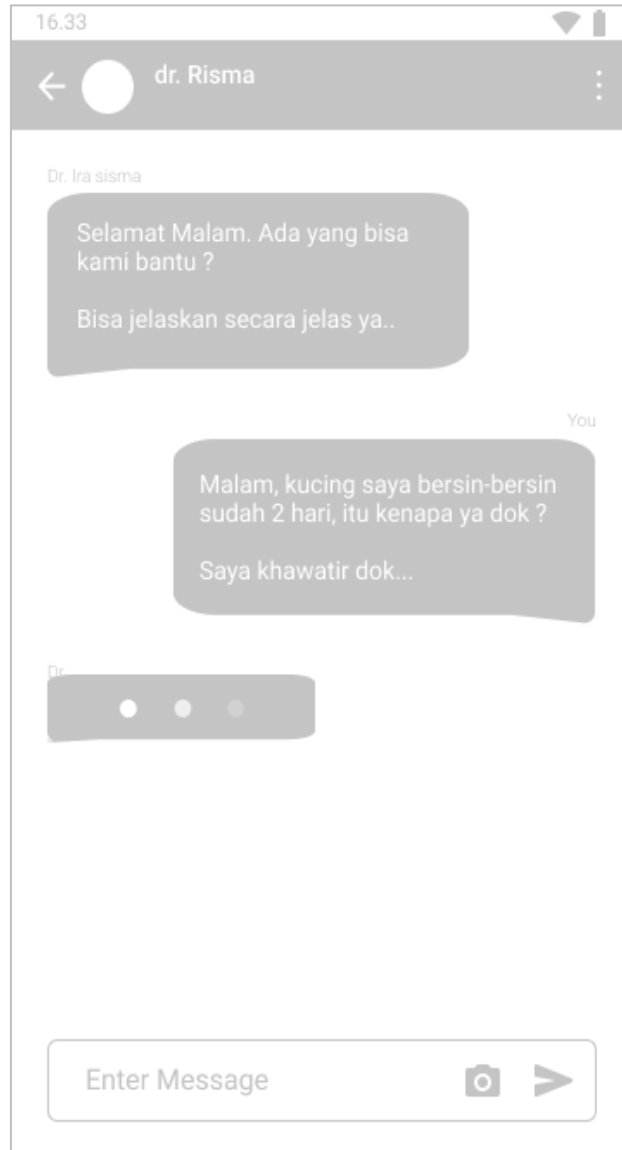 16.33
dr. Risma
Dr. Ira sisma
Selamat Malam. Ada yang bisa
kami bantu ?
Bisa jelaskan secara jelas ya..
You
Malam, kucing saya bersin-bersin
sudah 2 hari, itu kenapa ya dok ?
Saya khawatir dok...
Dr
Enter Message